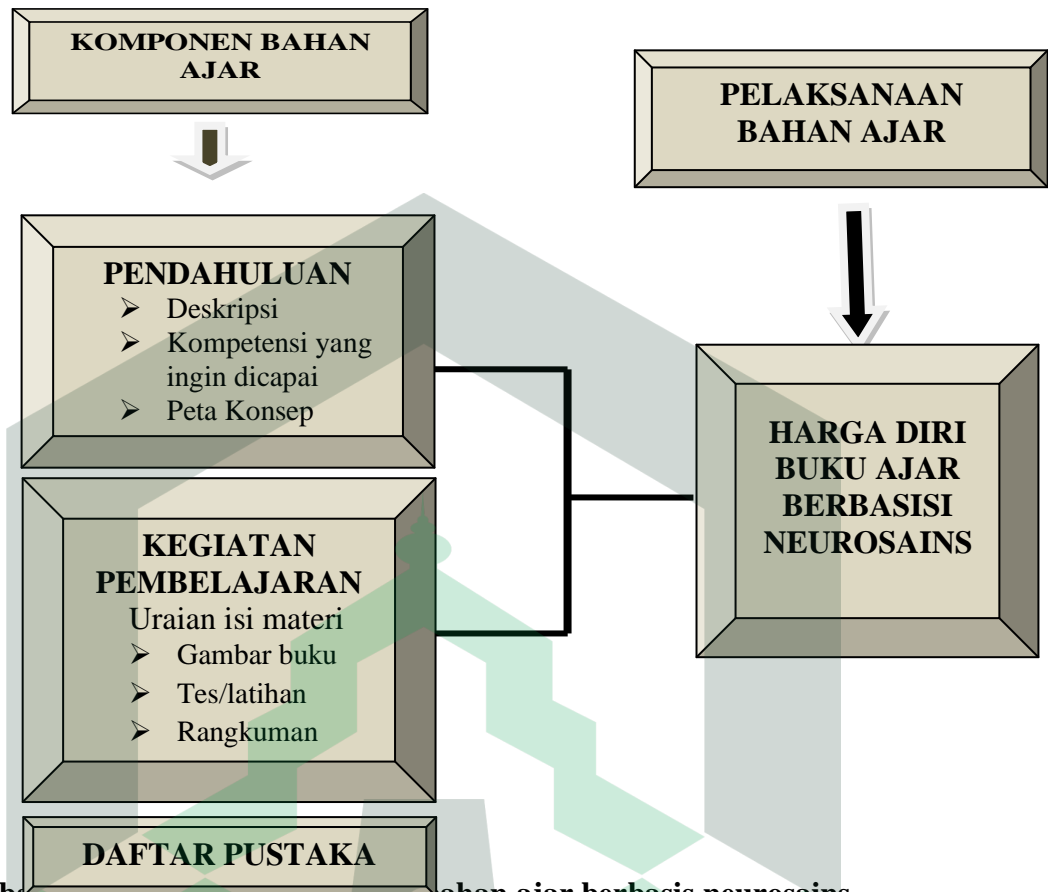 KOMPONEN BAHAN
AJAR
PELAKSANAAN
BAHAN AJAR
PENDAHULUAN
➢ Deskripsi
➢ Kompetensi yang
ingin dicapai
➢ Peta Konsep
KEGIATAN
PEMBELAJARAN
Uraian isi materi
➢ Gambar buku
➢ Tes/latihan
➢ Rangkuman
HARGA DIRI
BUKU AJAR
BERBASISI
NEUROSAINS
DAFTAR PUSTAKA
ajar berbasis neurosains